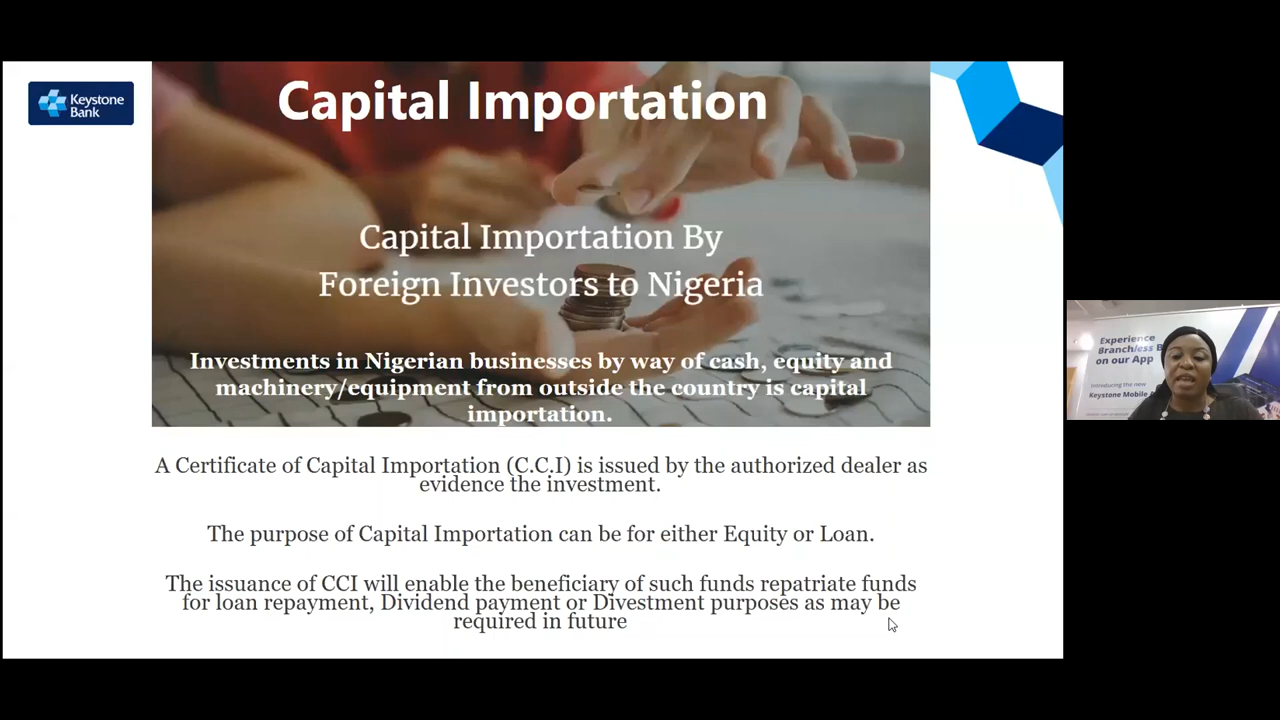 Keystone
Bank
Capital Importation
Capital Importation By
Foreign Investors to Nigeria
Investments in Nigerian businesses by way of cash, equity and
machinery/equipment from outside the country is capital
importation.
A Certificate of Capital Importation (C.C.I) is issued by the authorized dealer as
evidence the investment.
The purpose of Capital Importation can be for either Equity or Loan.
The issuance of CCI will enable the beneficiary of such funds repatriate funds
for loan repayment, Dividend payment or Divestment purposes as may be
required in future
Experience
Branchless B
on our App
Introducing the new
Keystone Mobile